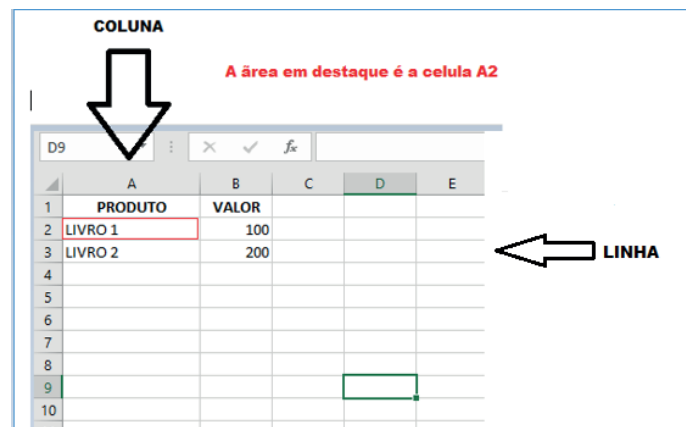 COLUNA
A ãrea em destaque é a celula A2
D9 fx
A B C D E
1 PRODUTO VALOR
2 LIVRO 1 100
3 LIVRO 2 200
LINHA
4
5
6
7
8
9
10